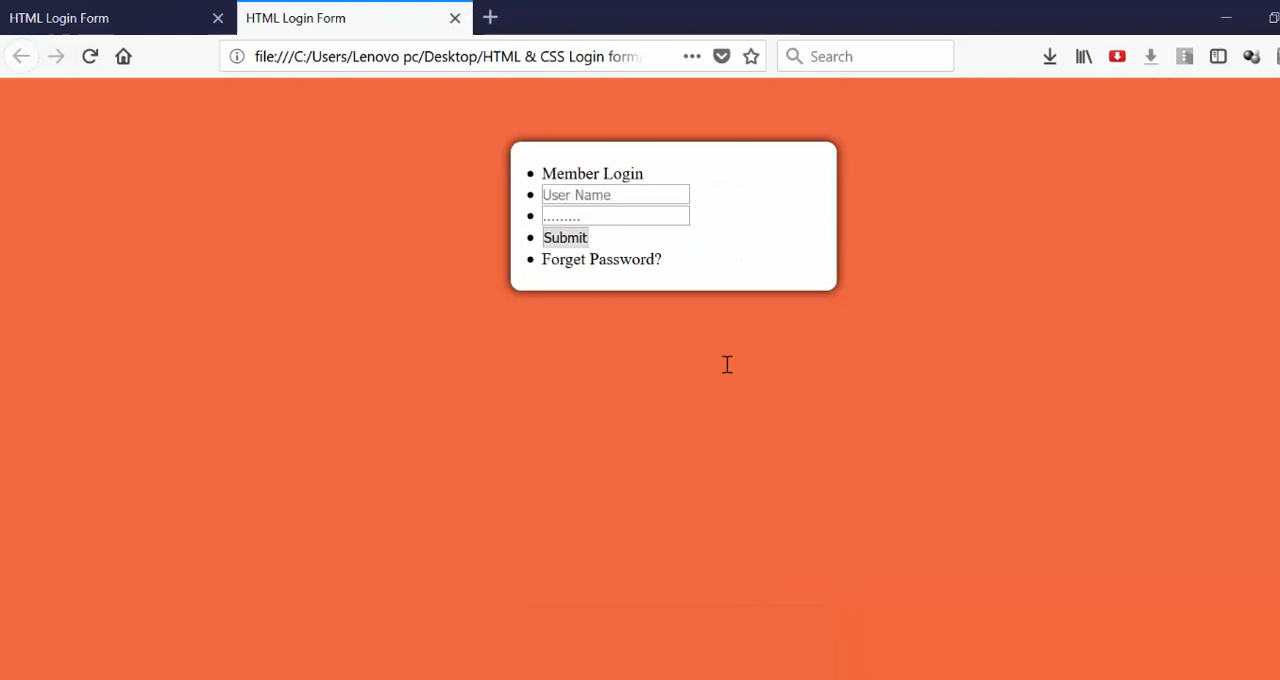 HTML Login Form
HTML Login Form
file:///C:/Users/Lenovo pc/Desktop/HTML & CSS Login form/
Search
Member Login
User Name
.........
Submit
Forget Password?